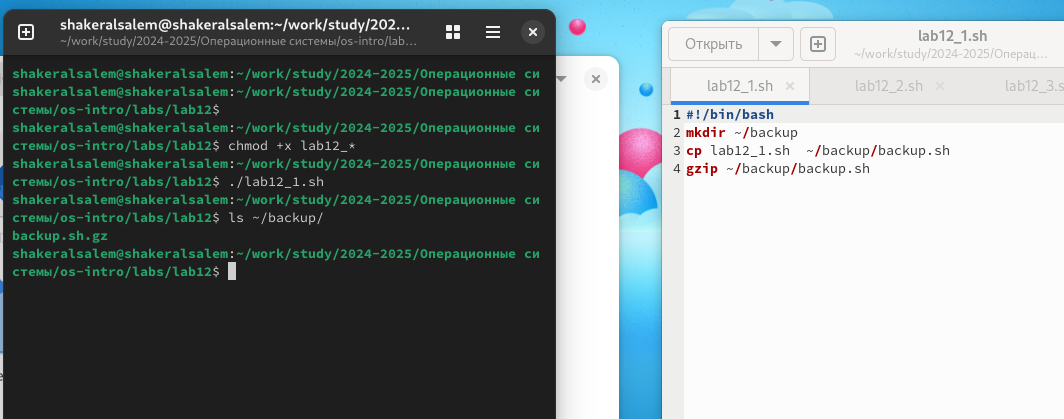 shakeralsalem@shakeralsalem:~/work/study/202...
~/work/study/2024-2025/Операционные системы/os-intro/lab...
shakeralsalem@shakeralsalem:~/work/study/2024-2025/Операционные си
shakeralsalem@shakeralsalem:~/work/study/2024-2025/Операционные си
стемы/os-intro/labs/lab12$
shakeralsalem@shakeralsalem:~/work/study/2024-2025/Операционные си
стемы/os-intro/labs/lab12$ chmod +x lab12_*
shakeralsalem@shakeralsalem:~/work/study/2024-2025/Операционные си
стемы/os-intro/labs/lab12$ ./lab12_1.sh
shakeralsalem@shakeralsalem:~/work/study/2024-2025/Операционные си
стемы/os-intro/labs/lab12$ ls ~/backup/
backup.sh.gz
shakeralsalem@shakeralsalem:~/work/study/2024-2025/Операционные си
стемы/os-intro/labs/lab12$
Открыть
lab12_1.sh
~/work/study/2024-2025/Операц...
lab12_1.sh
lab12_2.sh
lab12_3.s
1 #!/bin/bash
2 mkdir ~/backup
3 cp lab12_1.sh  ~/backup/backup.sh
4 gzip ~/backup/backup.sh